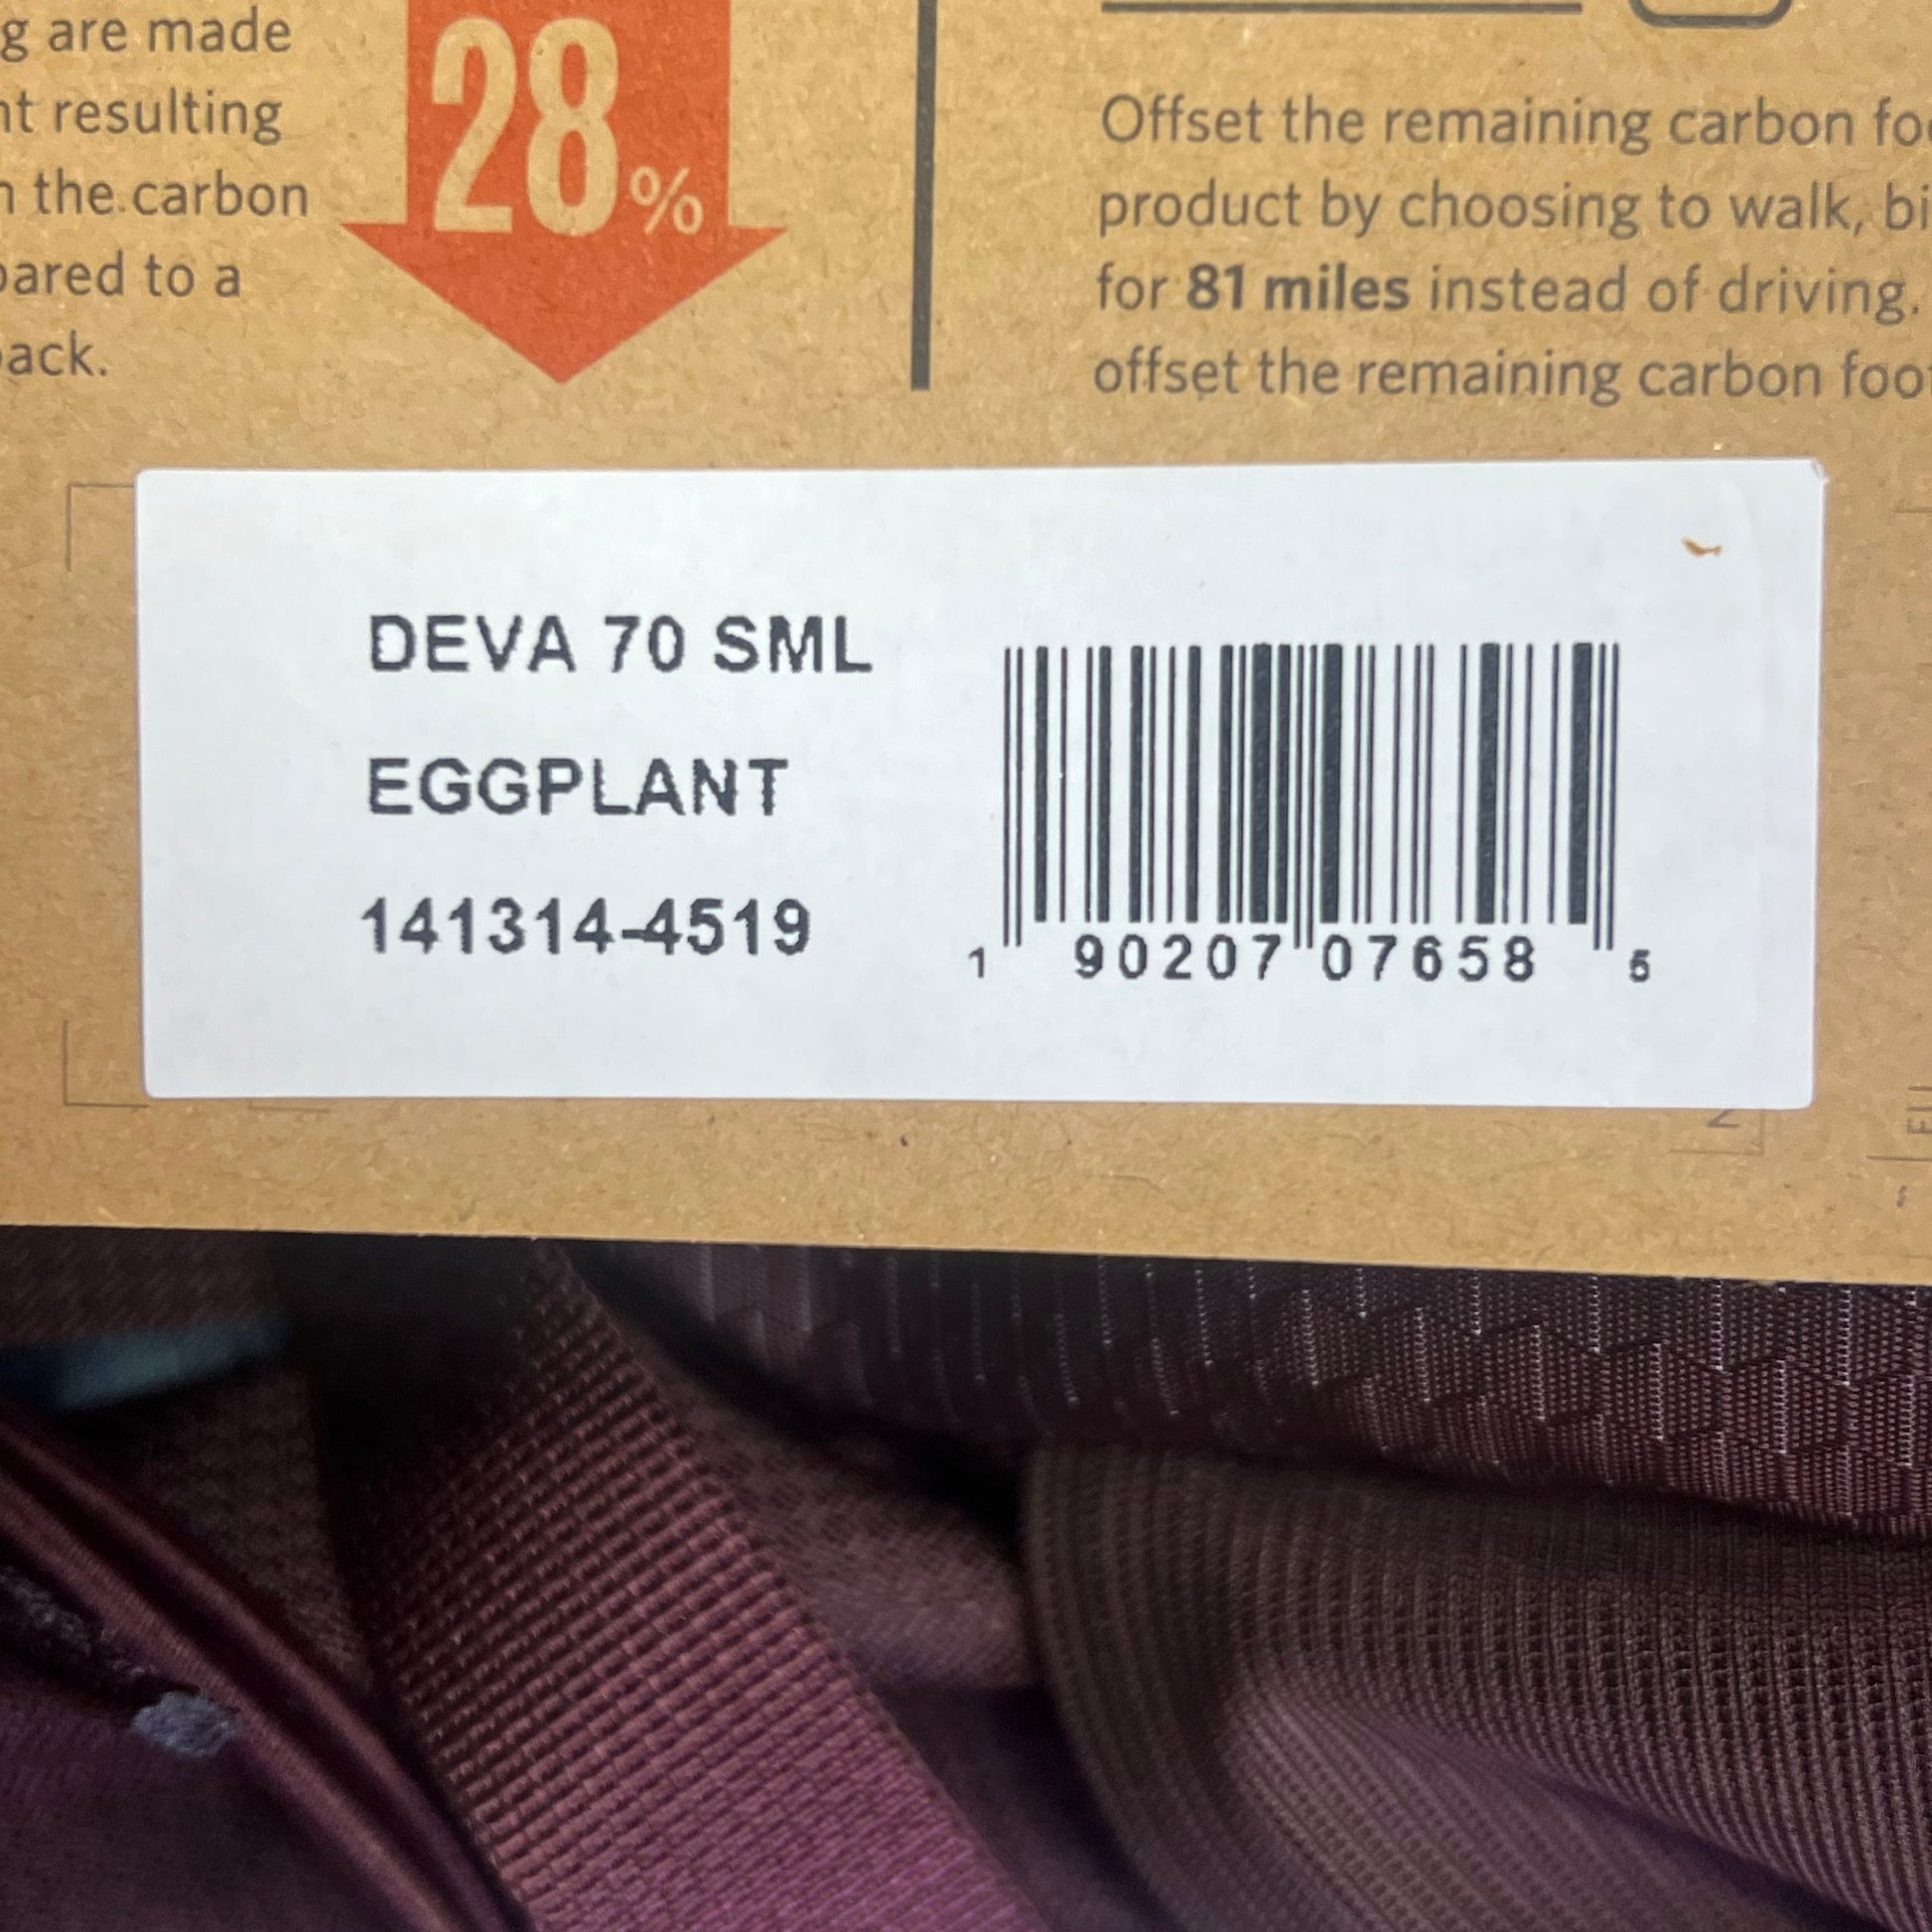 g are made
nt resulting
n the carbon
pared to a
pack.
28%
Offset the remaining carbon foo
product by choosing to walk, bi
for 81 miles instead of driving.
offset the remaining carbon foot
DEVA 70 SML
EGGPLANT
141314-4519
1 90207 07658 5